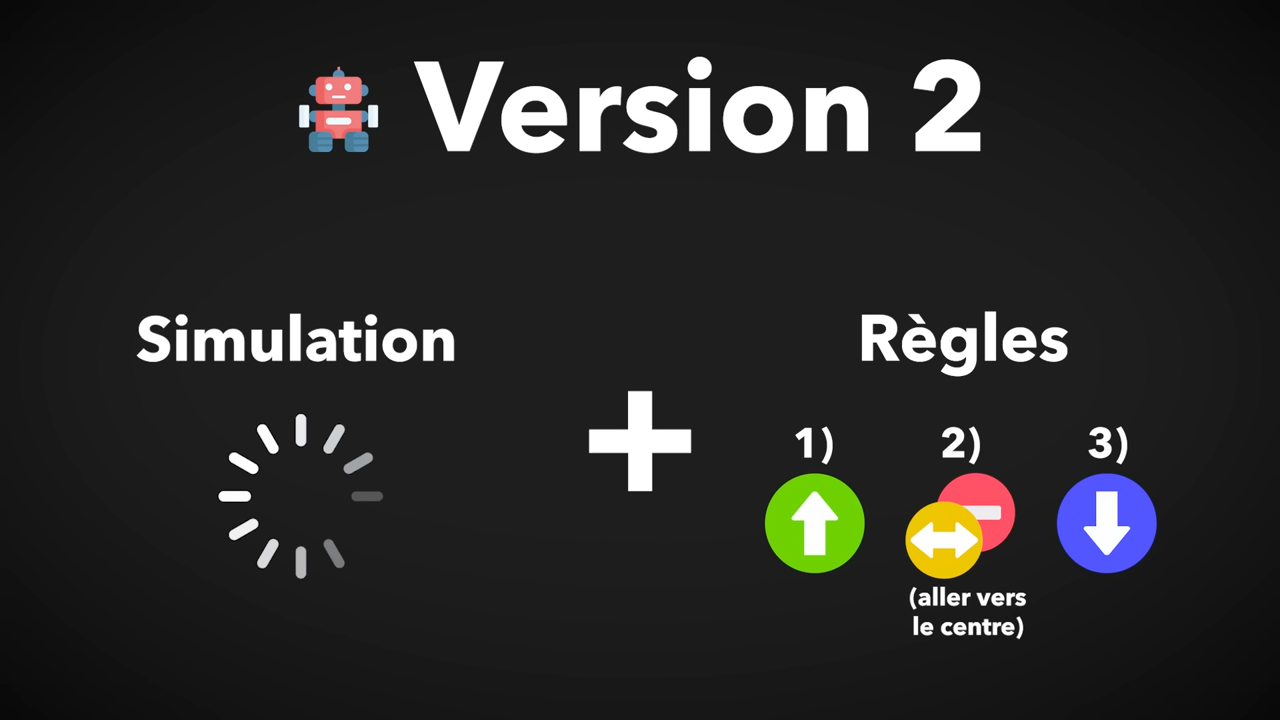 Version 2
Simulation
Règles
1)
2)
3)
(aller vers
le centre)